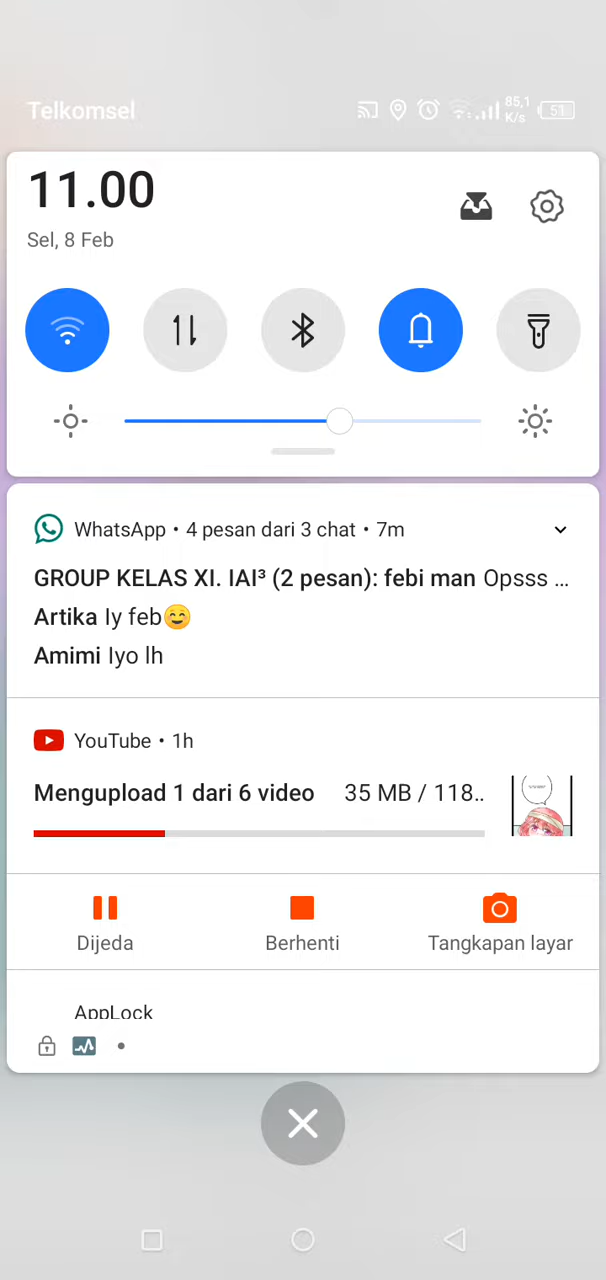 Telkomsel
85,1
K/s
51
11.00
Sel, 8 Feb
WhatsApp • 4 pesan dari 3 chat • 7m
GROUP KELAS XI. IAI³ (2 pesan): febi man Opsss ...
Artika Iy feb😊
Amimi Iyo lh
YouTube • 1h
Mengupload 1 dari 6 video 35 MB / 118..
Dijeda Berhenti Tangkapan layar
AppLock